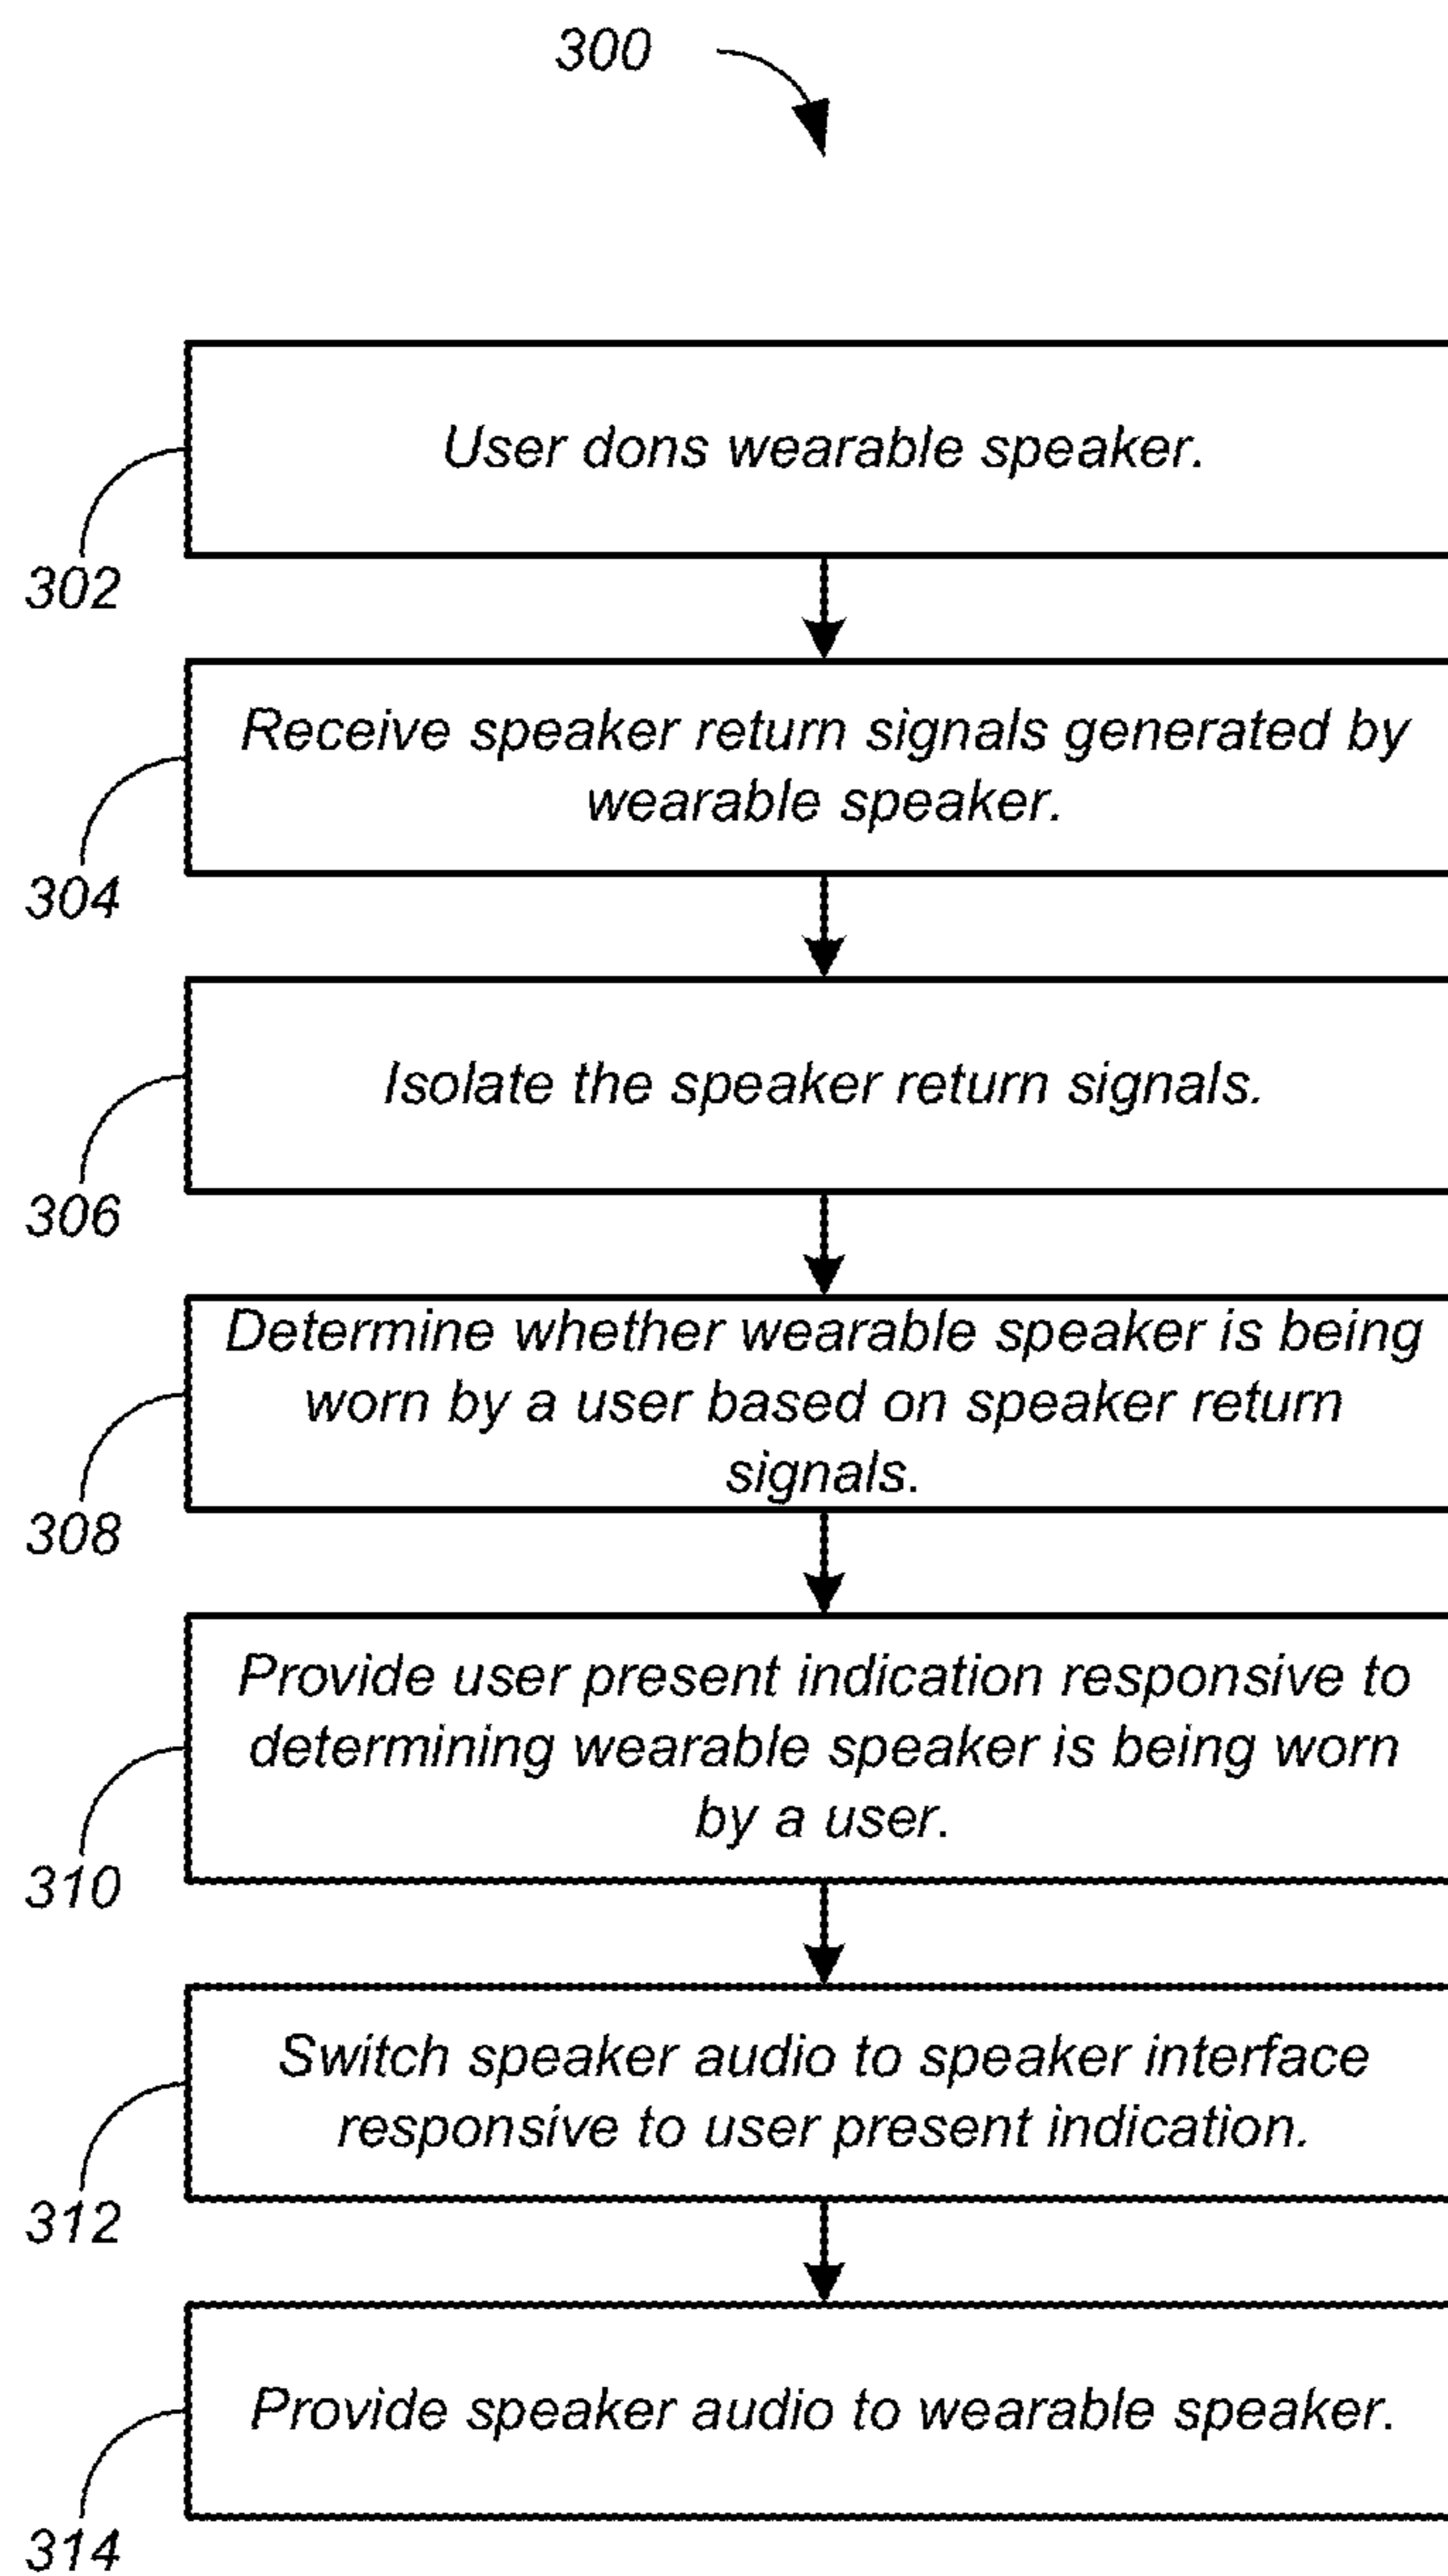 300
User dons wearable speaker.
302
Receive speaker return signals generated by
wearable speaker.
304
Isolate the speaker return signals.
306
Determine whether wearable speaker is being
worn by a user based on speaker return
signals.
308
Provide user present indication responsive to
determining wearable speaker is being worn
by a user.
310
Switch speaker audio to speaker interface
responsive to user present indication.
312
Provide speaker audio to wearable speaker.
314